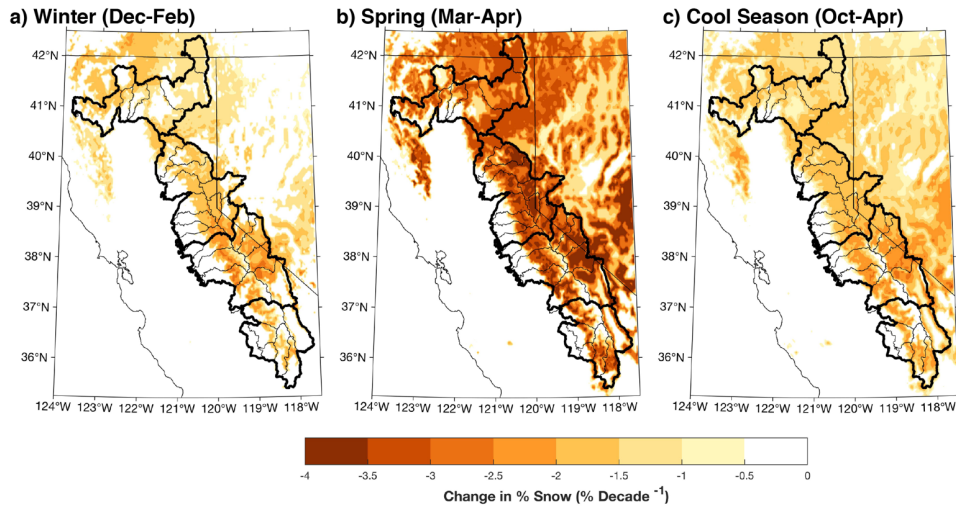 a) Winter (Dec-Feb)
b) Spring (Mar-Apr)
c) Cool Season (Oct-Apr)
42°N
41°N
40°N
39°N
38°N
37°N
36°N
124°W 123°W 122°W 121°W 120°W 119°W 118°W
42°N
41°N
40°N
39°N
38°N
37°N
36°N
124°W 123°W 122°W 121°W 120°W 119°W 118°W
42°N
41°N
40°N
39°N
38°N
37°N
36°N
124°W 123°W 122°W 121°W 120°W 119°W 118°W
-4 -3.5 -3 -2.5 -2 -1.5 -1 -0.5 0
Change in % Snow (% Decade ⁻¹)